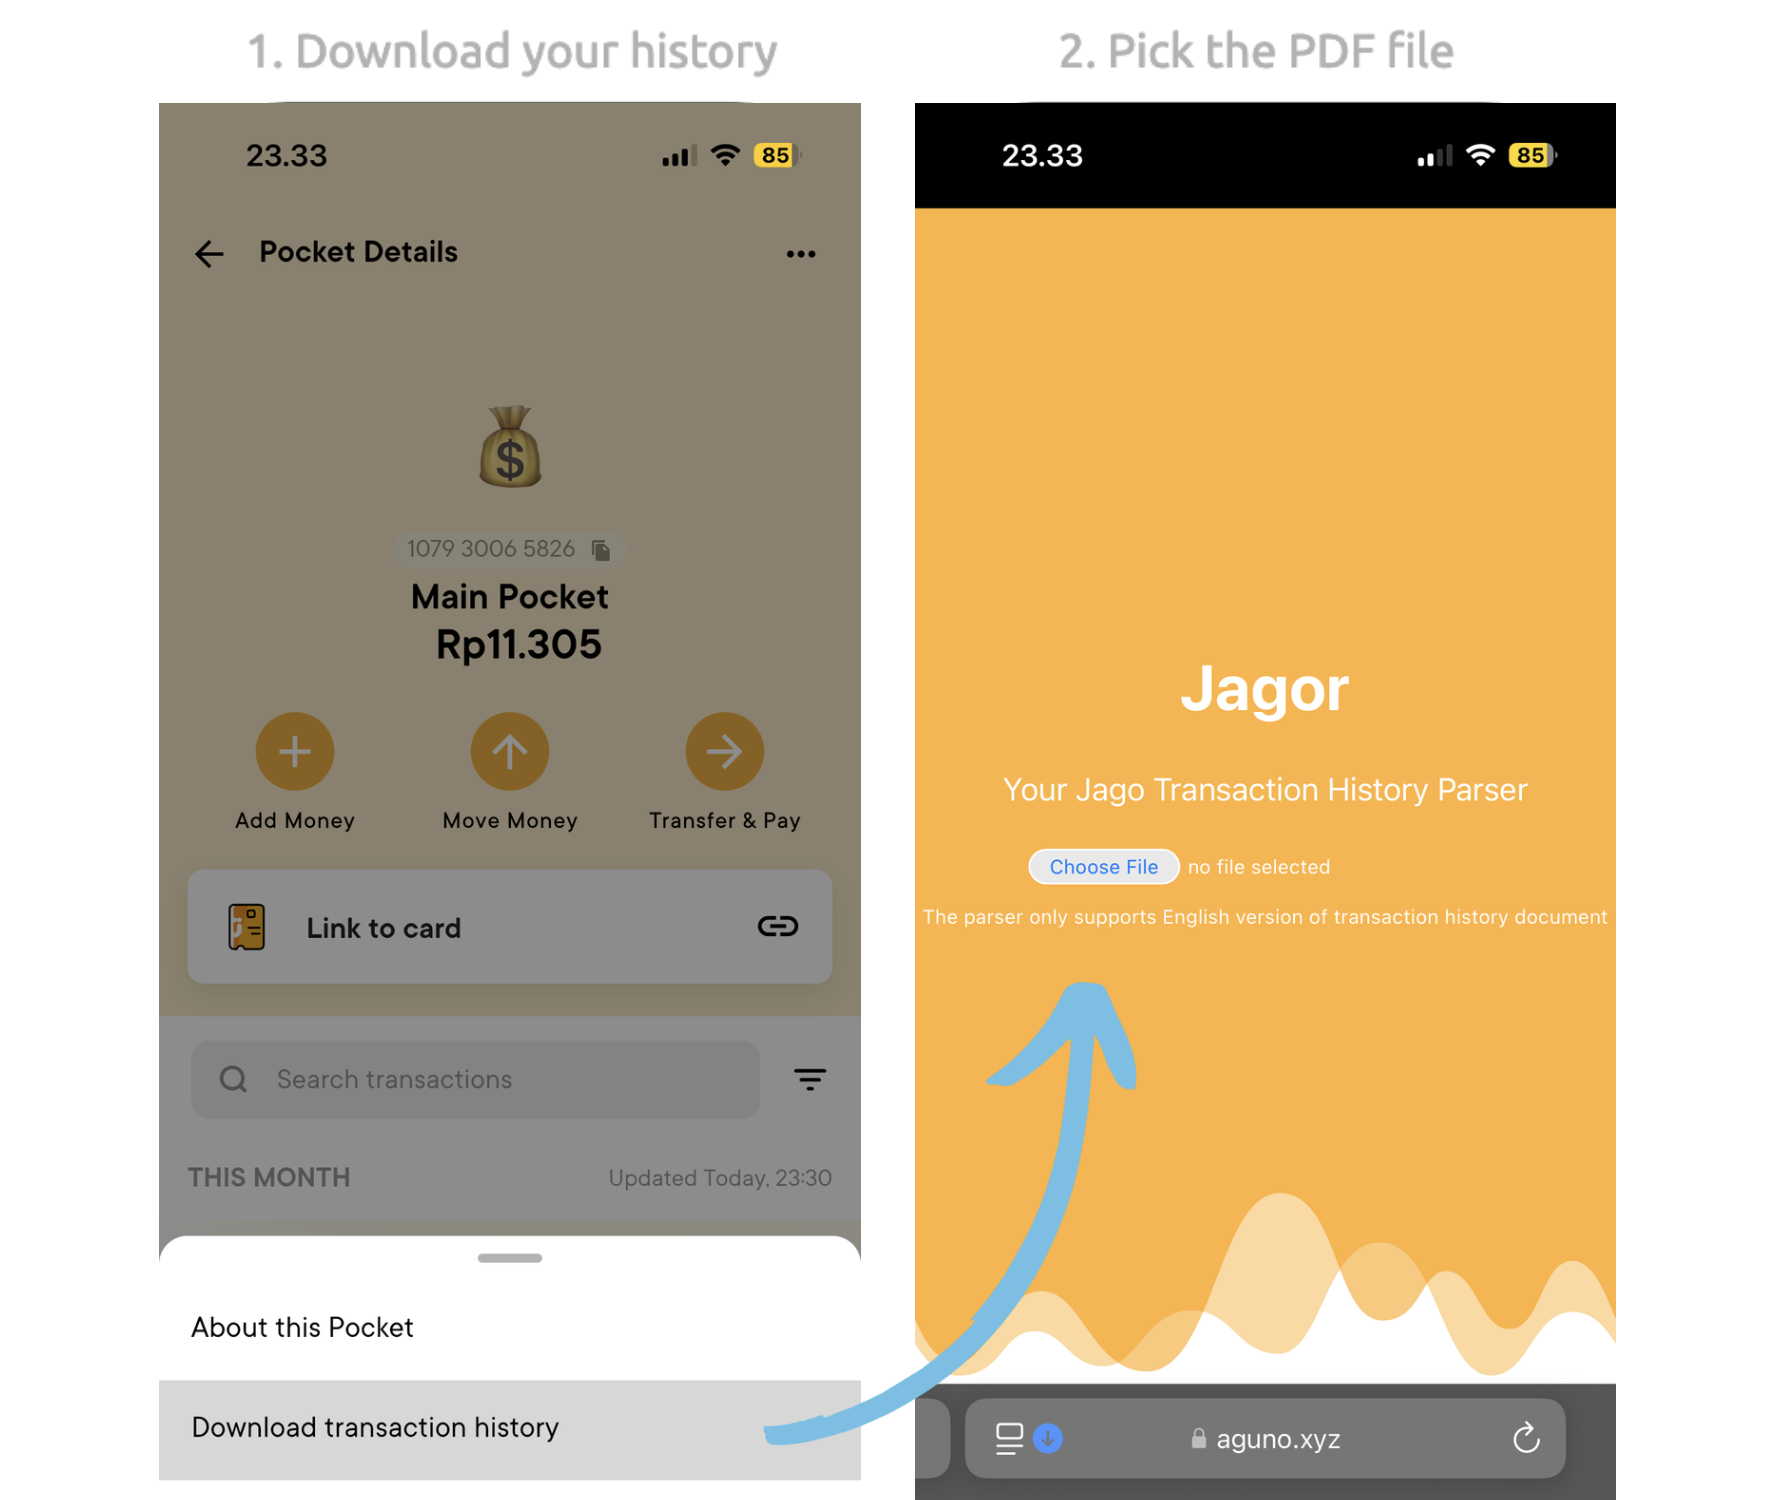 1. Download your history
23.33
85
Pocket Details
$
1079 3006 5826
Main Pocket
Rp11.305
Add Money
Move Money
Transfer & Pay
Link to card
Search transactions
THIS MONTH
Updated Today, 23:30
About this Pocket
Download transaction history
2. Pick the PDF file
23.33
85
Jagor
Your Jago Transaction History Parser
Choose File no file selected
The parser only supports English version of transaction history document
aguno.xyz